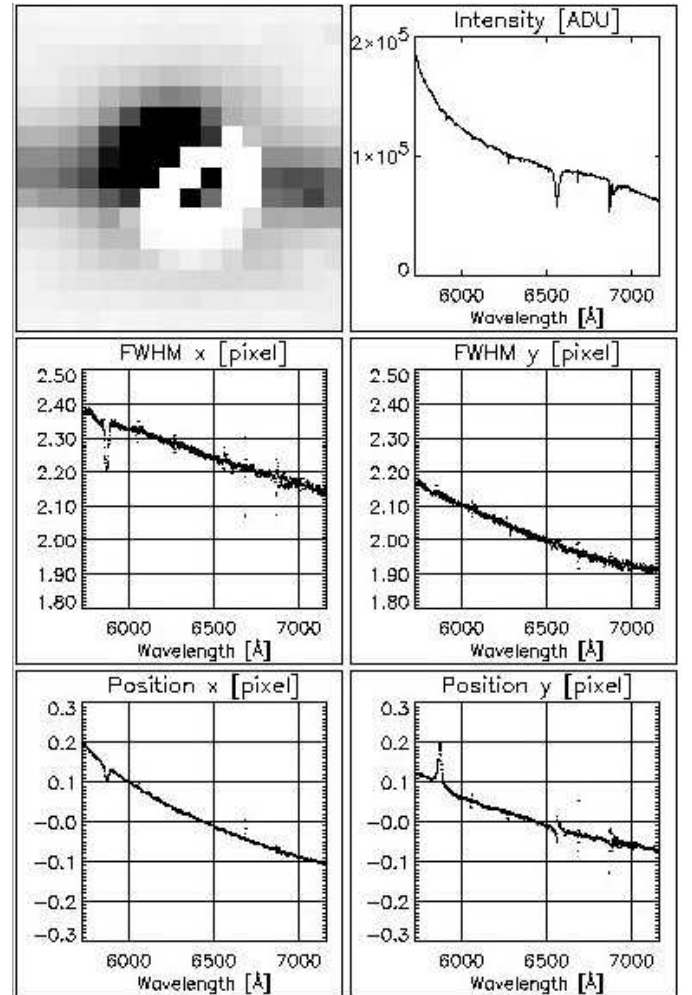 Intensity [ADU]
2×10⁵
1×10⁵
0
6000 6500 7000
Wavelength [Å]
FWHM x [pixel]
2.50
2.40
2.30
2.20
2.10
2.00
1.90
1.80
6000 6500 7000
Wavelength [Å]
FWHM y [pixel]
2.50
2.40
2.30
2.20
2.10
2.00
1.90
1.80
6000 6500 7000
Wavelength [Å]
Position x [pixel]
0.3
0.2
0.1
-0.0
-0.1
-0.2
-0.3
6000 6500 7000
Wavelength [Å]
Position y [pixel]
0.3
0.2
0.1
-0.0
-0.1
-0.2
-0.3
6000 6500 7000
Wavelength [Å]